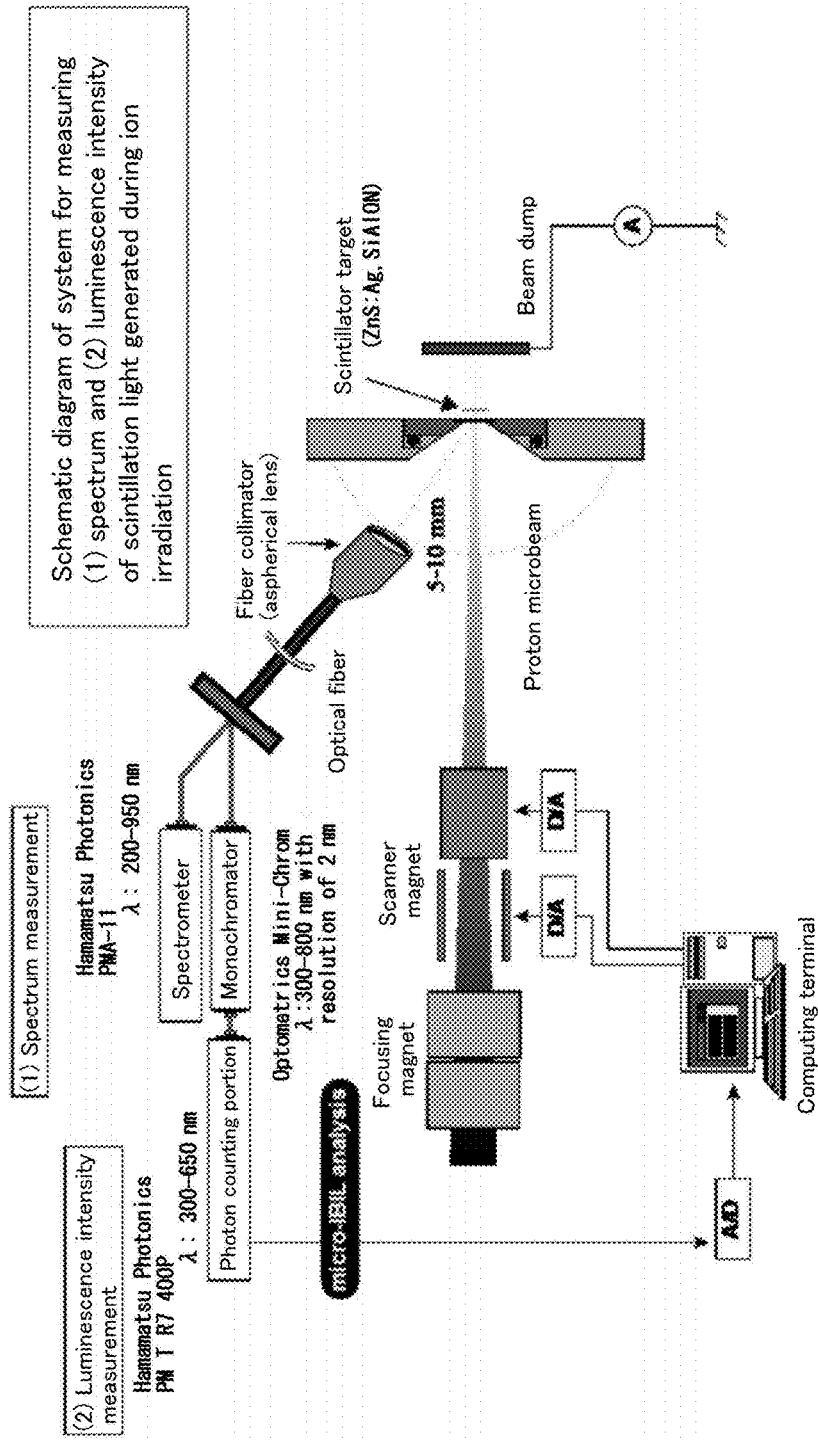 Schematic diagram of system for measuring
(1) spectrum and (2) luminescence intensity
of scintillation light generated during ion
irradiation
(1) Spectrum measurement
Hamamatsu Photonics
PMA-11
λ: 200-950 nm
Spectrometer
Monochromator
Optometrics Mini-Chrom
λ:300-800 nm with
resolution of 2 nm
(2) Luminescence intensity
measurement
Hamamatsu Photonics
PM T R7 400P
λ: 300-650 nm
Photon counting portion
micro-IBIL analysis
Fiber collimator
(aspherical lens)
Optical fiber
Scintillator target
(ZnS:Ag, SiAlON)
5-10 mm
Beam dump
A
Proton microbeam
Scanner
magnet
Focusing
magnet
D/A
D/A
A/D
Computing terminal